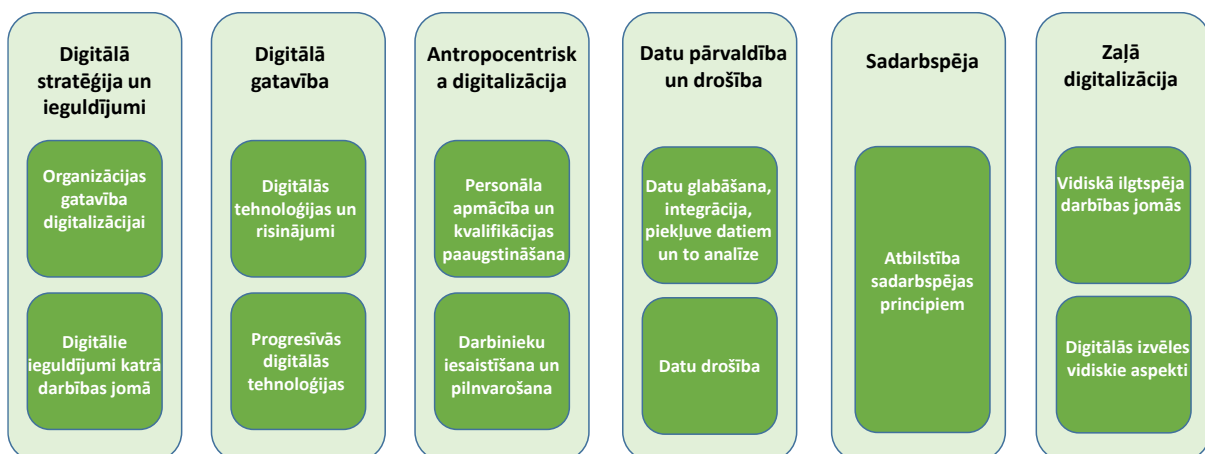 Digitālā
stratēģija un
ieguldījumi
Organizācijas
gatavība
digitalizācijai
Digitālie
ieguldījumi katrā
darbības jomā
Digitālā
gatavība
Digitālās
tehnoloģijas un
risinājumi
Progresīvās
digitālās
tehnoloģijas
Antropocentrisk
a digitalizācija
Personāla
apmācība un
kvalifikācijas
paaugstināšana
Darbinieku
iesaistīšana un
pilnvarošana
Datu pārvaldība
un drošība
Datu glabāšana,
integrācija,
piekļuve datiem
un to analīze
Datu drošība
Sadarbspēja
Atbilstība
sadarbspējas
principiem
Zaļā
digitalizācija
Vidiskā ilgtspēja
darbības jomās
Digitālās izvēles
vidiskie aspekti